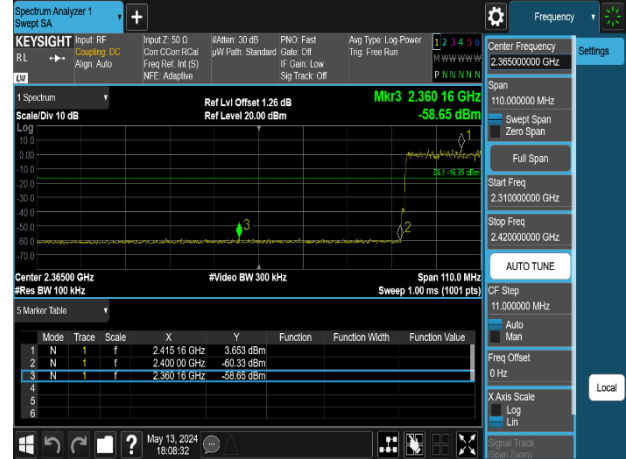 Spectrum Analyzer 1
Swept SA
Frequency
KEYSIGHT Input: RF Input Z: 50 Ω #Atten: 30 dB PNO: Fast Avg Type: Log-Power 1 2 3 4 5 6
RL Coupling: DC Corr CCorr RCal µW Path: Standard Gate: Off Trig: Free Run M W W W W W
Align: Auto Freq Ref: Int (S) IF Gain: Low
NFE: Adaptive Sig Track: Off P N N N N N
LXI
1 Spectrum
Scale/Div 10 dB
Ref Lvl Offset 1.26 dB
Ref Level 20.00 dBm
Mkr3 2.360 16 GHz
-58.65 dBm
Log
10.0
0.00
-10.0
-20.0
-30.0
-40.0
-50.0
-60.0
-70.0
1
DL1 -16.35 dBm
2
3
Center 2.36500 GHz #Video BW 300 kHz Span 110.0 MHz
#Res BW 100 kHz Sweep 1.00 ms (1001 pts)
5 Marker Table
Mode Trace Scale X Y Function Function Width Function Value
1 N 1 f 2.415 16 GHz 3.653 dBm
2 N 1 f 2.400 00 GHz -60.33 dBm
3 N 1 f 2.360 16 GHz -58.65 dBm
4
5
6
May 13, 2024
18:08:32
Center Frequency
2.365000000 GHz
Settings
Span
110.000000 MHz
Swept Span
Zero Span
Full Span
Start Freq
2.310000000 GHz
Stop Freq
2.420000000 GHz
AUTO TUNE
CF Step
11.000000 MHz
Auto
Man
Freq Offset
0 Hz
X Axis Scale
Log
Lin
Local
Signal Track
(Span Zoom)